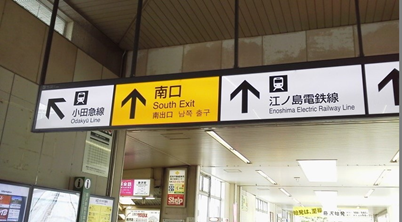 小田急線
Odakyū Line
南口
South Exit
南出口 남쪽 출구
江ノ島電鉄線
Enoshima Electric Railway Line